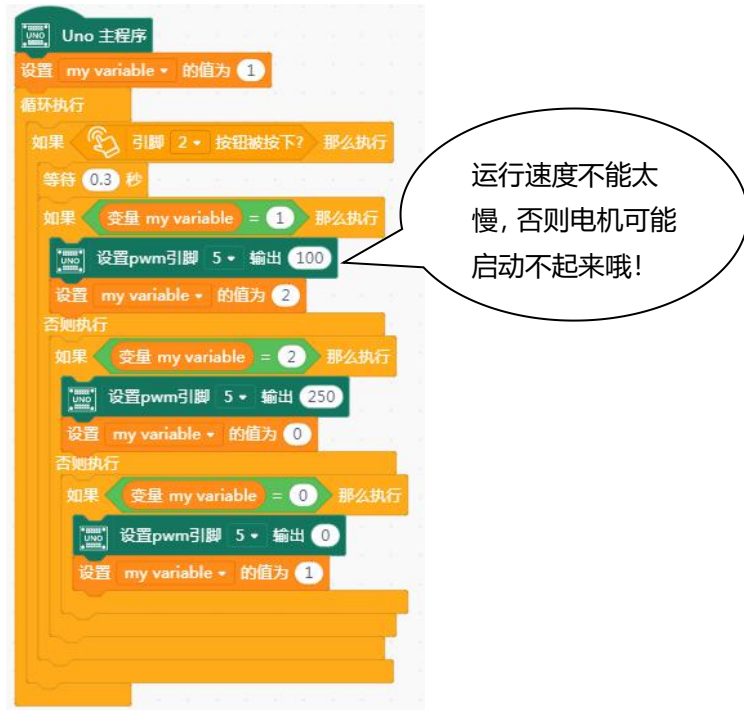 UNO Uno 主程序
设置 my variable 的值为 1
循环执行
如果 引脚 2 按钮被按下? 那么执行
等待 0.3 秒
如果 变量 my variable = 1 那么执行
UNO 设置pwm引脚 5 输出 100
设置 my variable 的值为 2
否则执行
如果 变量 my variable = 2 那么执行
UNO 设置pwm引脚 5 输出 250
设置 my variable 的值为 0
否则执行
如果 变量 my variable = 0 那么执行
UNO 设置pwm引脚 5 输出 0
设置 my variable 的值为 1
运行速度不能太
慢,否则电机可能
启动不起来哦!